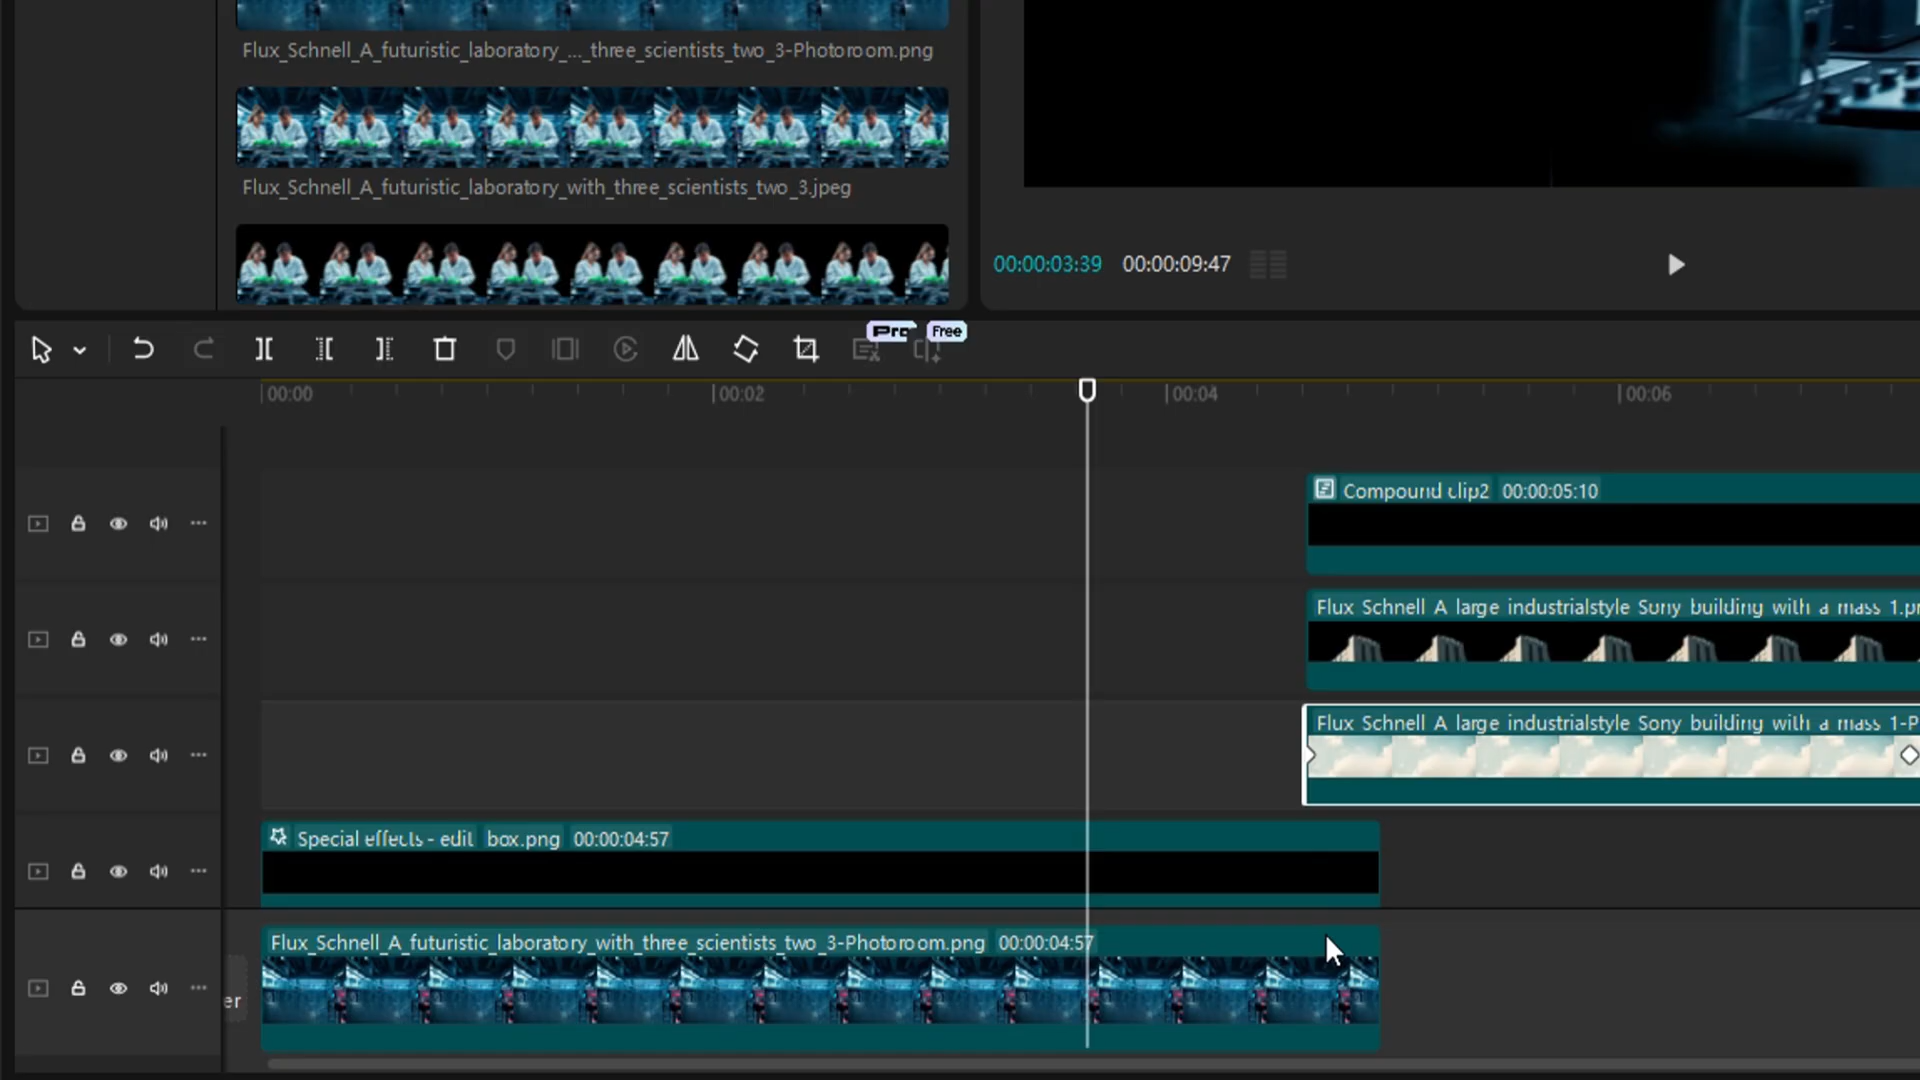 Flux_Schnell_A_futuristic_laboratory_..._three_scientists_two_3-Photoroom.png
Flux_Schnell_A_futuristic_laboratory_with_three_scientists_two_3.jpeg
00:00:03:39 00:00:09:47
Pro Free
00:00 00:02 00:04 00:06
Compound clip2 00:00:05:10
Flux Schnell A large industrialstyle Sony building with a mass 1.pr
Flux Schnell A large industrialstyle Sony building with a mass 1-P
Special effects - edit box.png 00:00:04:57
Flux_Schnell_A_futuristic_laboratory_with_three_scientists_two_3-Photoroom.png 00:00:04:57
er